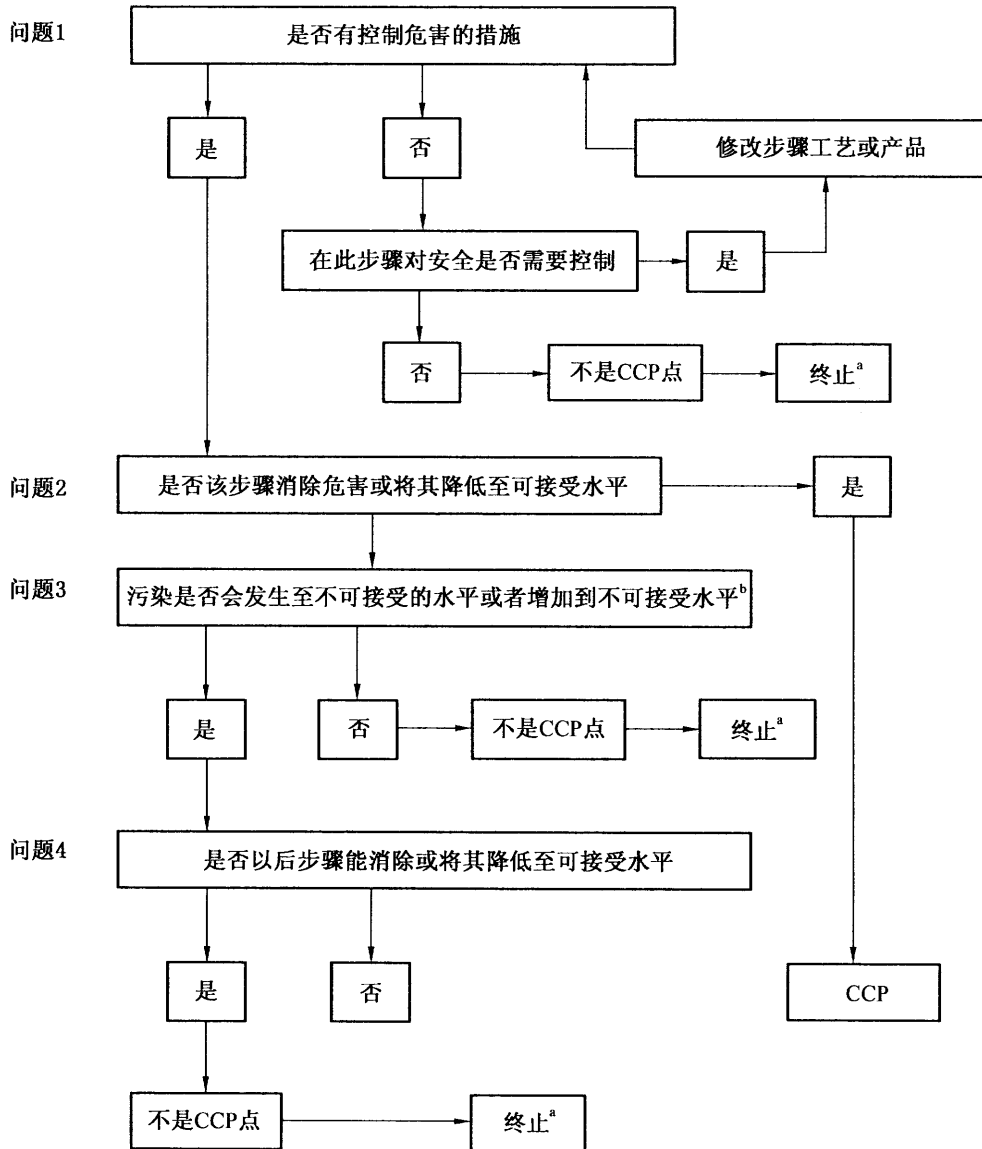 问题1
是否有控制危害的措施
是
否
修改步骤工艺或产品
在此步骤对安全是否需要控制
是
否
不是CCP点
终止a
问题2
是否该步骤消除危害或将其降低至可接受水平
是
问题3
污染是否会发生至不可接受的水平或者增加到不可接受水平b
是
否
不是CCP点
终止a
问题4
是否以后步骤能消除或将其降低至可接受水平
是
否
CCP
不是CCP点
终止a